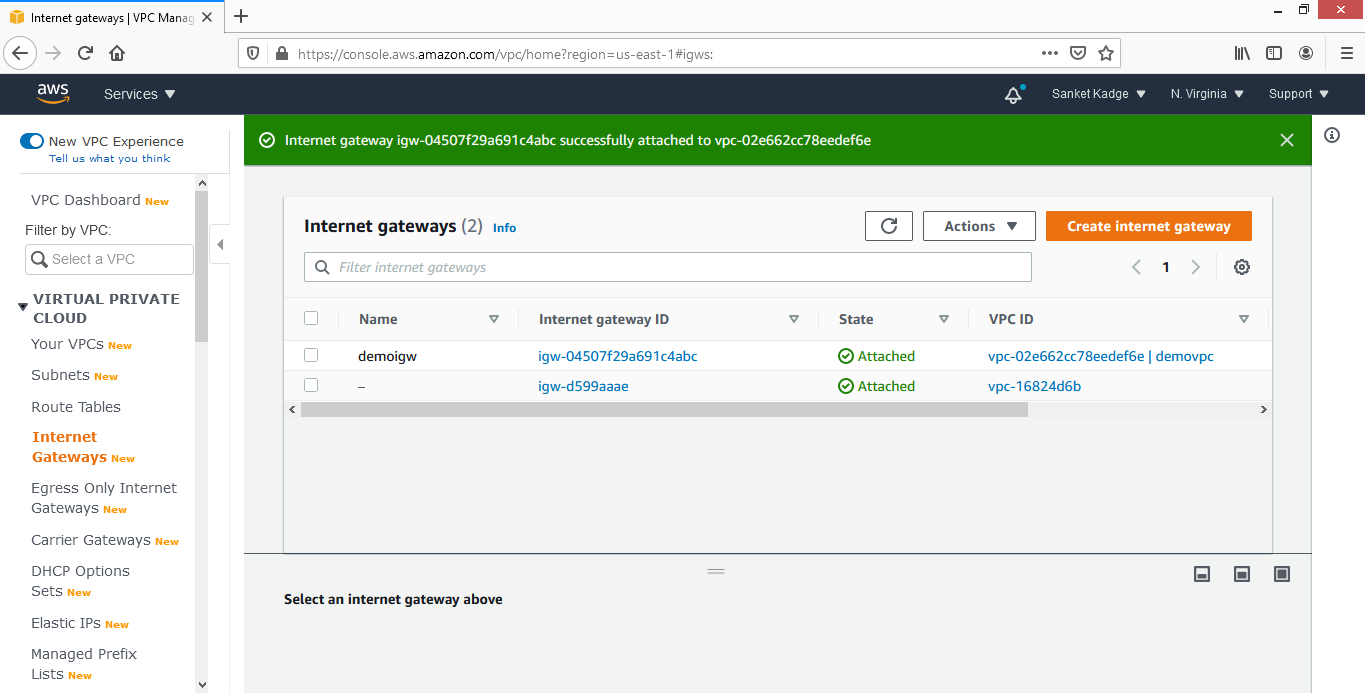 Internet gateways | VPC Manag
https://console.aws.amazon.com/vpc/home?region=us-east-1#igws:
aws
Services
Sanket Kadge
N. Virginia
Support
New VPC Experience
Tell us what you think
VPC Dashboard New
Filter by VPC:
Select a VPC
VIRTUAL PRIVATE
CLOUD
Your VPCs New
Subnets New
Route Tables
Internet
Gateways New
Egress Only Internet
Gateways New
Carrier Gateways New
DHCP Options
Sets New
Elastic IPs New
Managed Prefix
Lists New
Internet gateway igw-04507f29a691c4abc successfully attached to vpc-02e662cc78eedef6e
Internet gateways (2) Info
Actions
Create internet gateway
Filter internet gateways
1
Name Internet gateway ID State VPC ID
demoigw igw-04507f29a691c4abc Attached vpc-02e662cc78eedef6e | demovpc
– igw-d599aaae Attached vpc-16824d6b
Select an internet gateway above